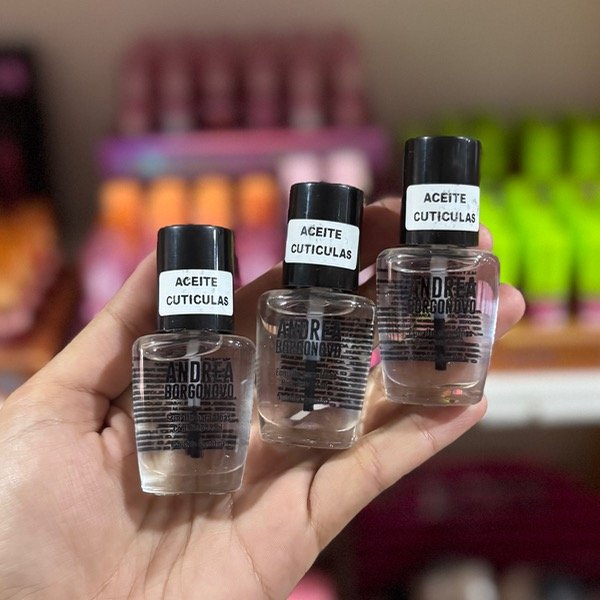 ACEITE
CUTICULAS
ANDREA
BORGONOVO
ACEITE
CUTICULAS
ANDREA
BORGONOVO
ACEITE
CUTICULAS
ANDREA
BORGONOVO